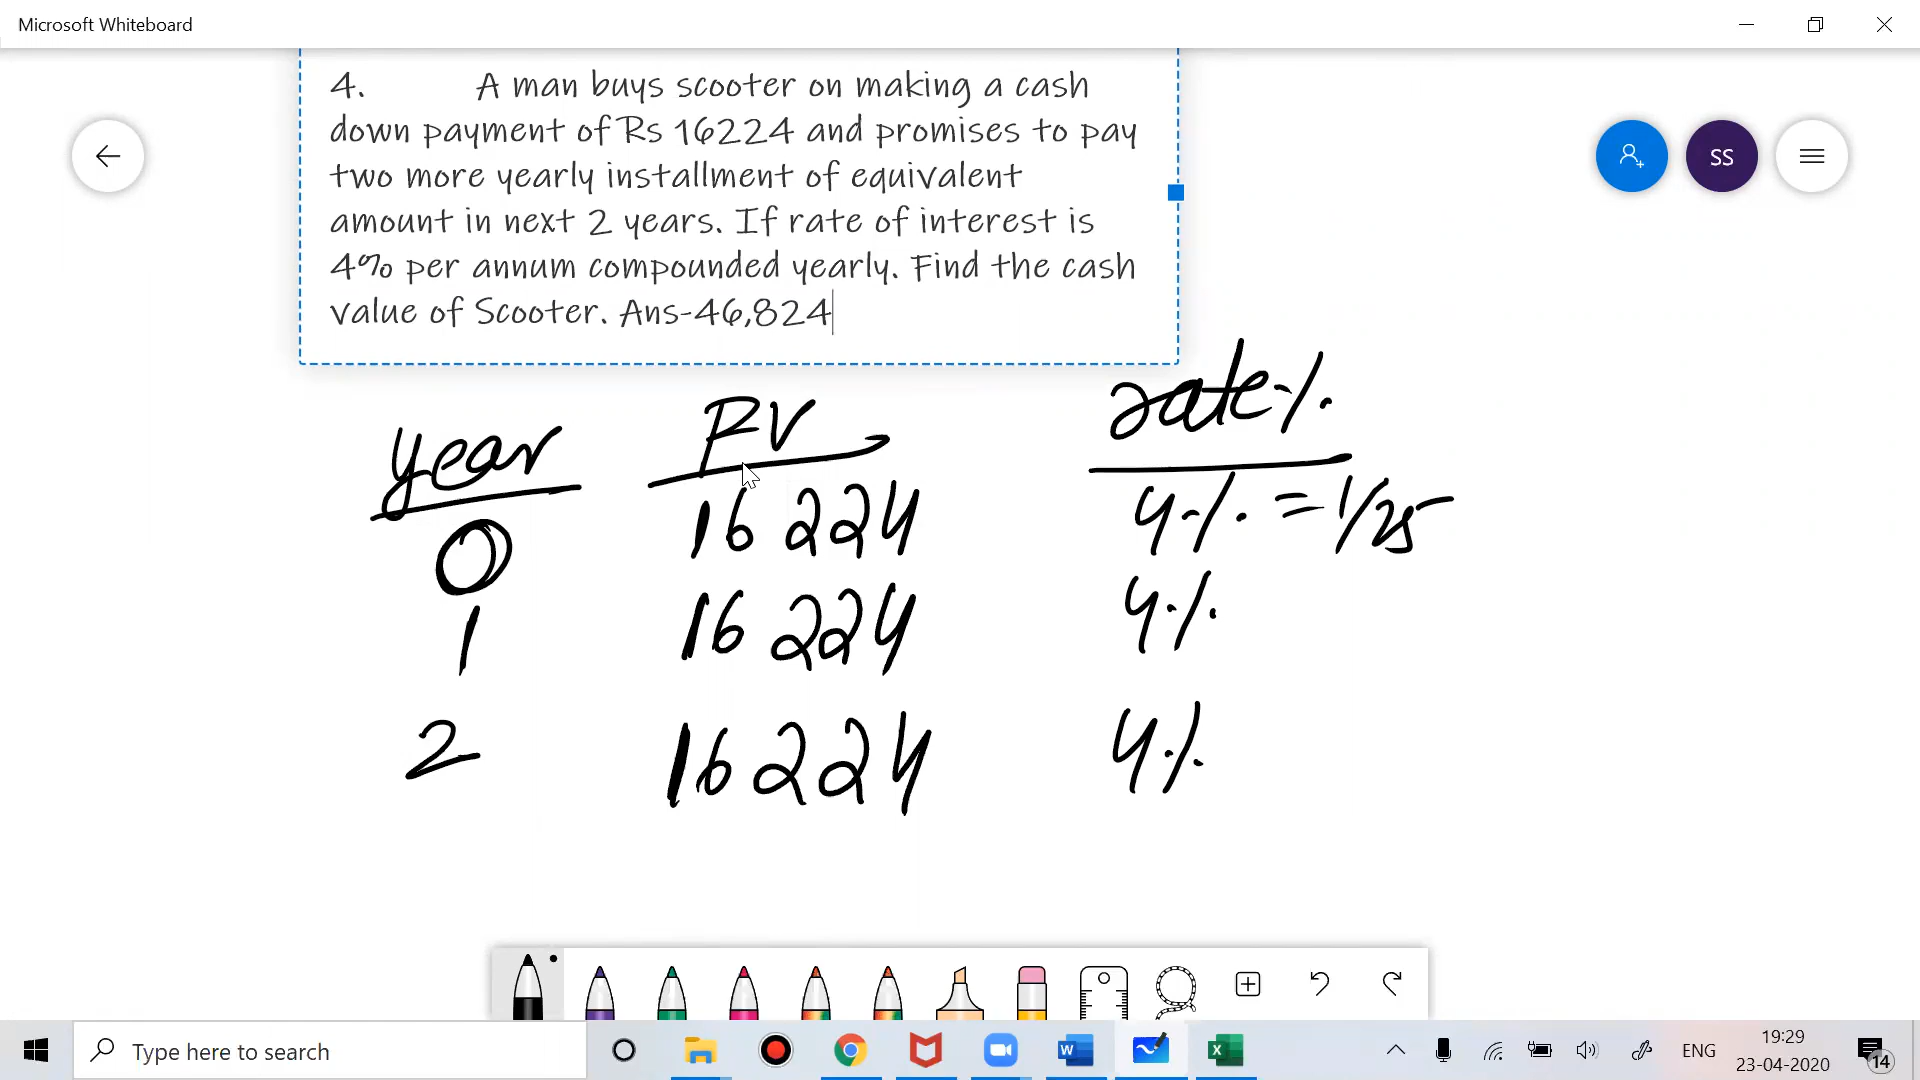 Microsoft Whiteboard
4. A man buys scooter on making a cash
down payment of Rs 16224 and promises to pay
two more yearly installment of equivalent
amount in next 2 years. If rate of interest is
4% per annum compounded yearly. Find the cash
value of Scooter. Ans-46,824
SS
year FV rate%
0 16224 4% = 1/25
1 16224 4%
2 16224 4%
Type here to search
ENG
19:29
23-04-2020
14